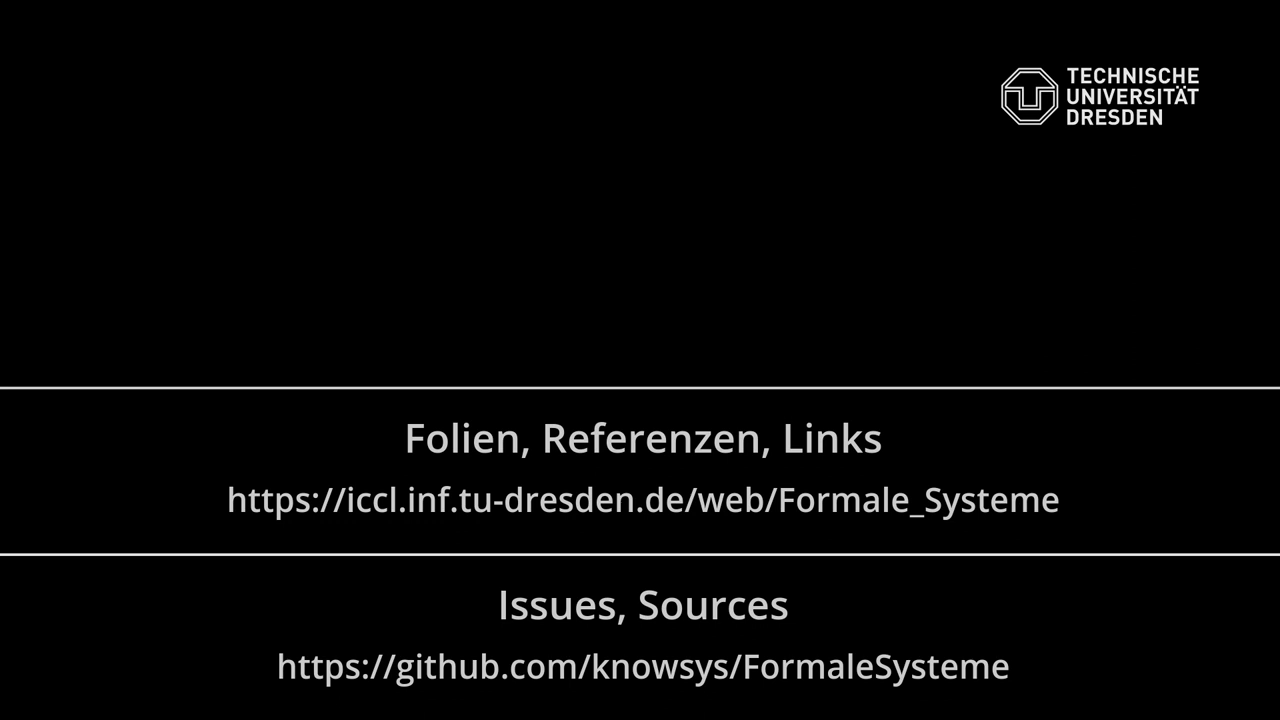 TECHNISCHE
UNIVERSITÄT
DRESDEN
Folien, Referenzen, Links
https://iccl.inf.tu-dresden.de/web/Formale_Systeme
Issues, Sources
https://github.com/knowsys/FormaleSysteme